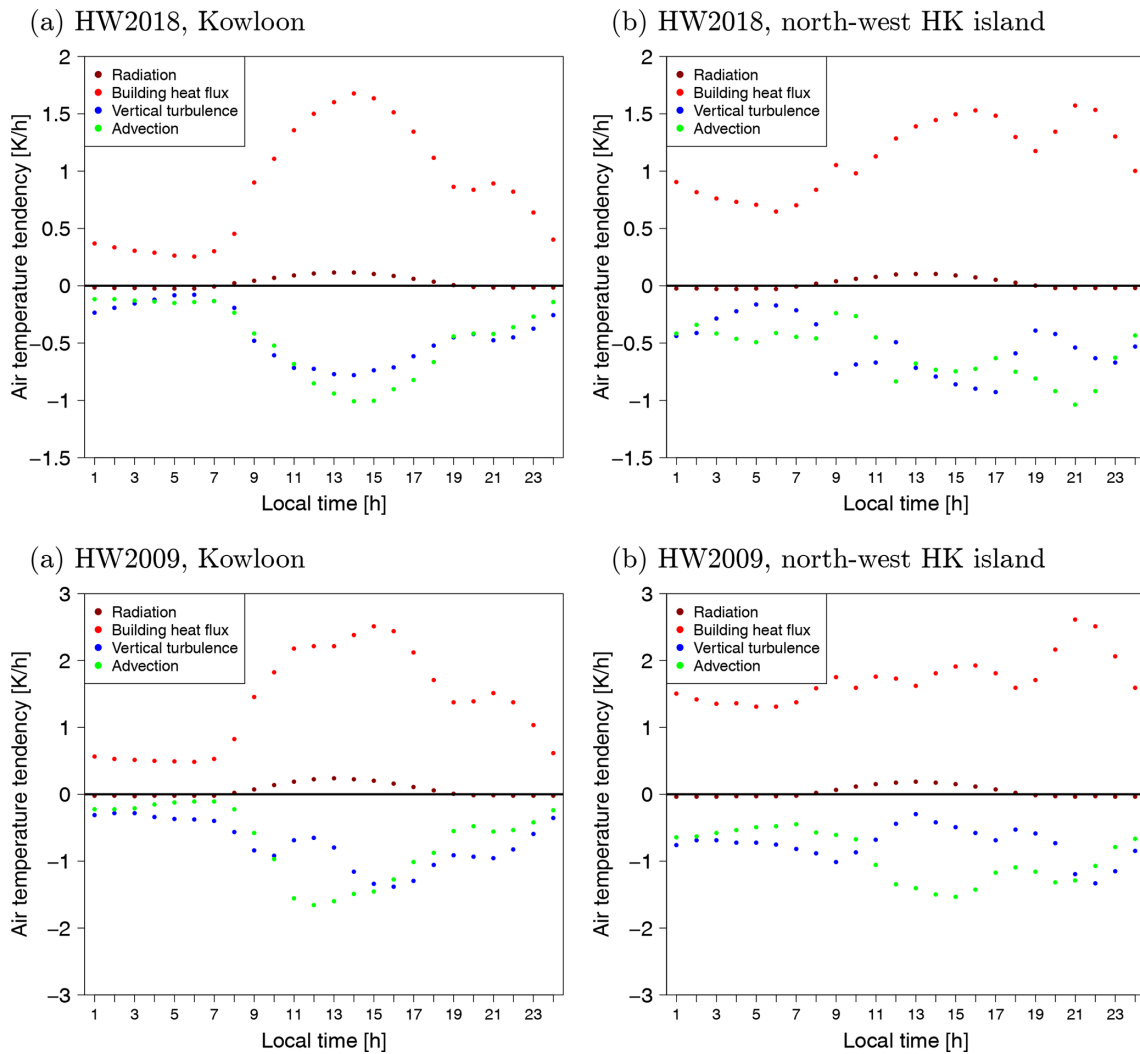 (a) HW2018, Kowloon
Radiation
Building heat flux
Vertical turbulence
Advection
Air temperature tendency [K/h]
2
1.5
1
0.5
0
−0.5
−1
−1.5
1 3 5 7 9 11 13 15 17 19 21 23
Local time [h]
(b) HW2018, north-west HK island
Radiation
Building heat flux
Vertical turbulence
Advection
Air temperature tendency [K/h]
2
1.5
1
0.5
0
−0.5
−1
−1.5
1 3 5 7 9 11 13 15 17 19 21 23
Local time [h]
(a) HW2009, Kowloon
Radiation
Building heat flux
Vertical turbulence
Advection
Air temperature tendency [K/h]
3
2
1
0
−1
−2
−3
1 3 5 7 9 11 13 15 17 19 21 23
Local time [h]
(b) HW2009, north-west HK island
Radiation
Building heat flux
Vertical turbulence
Advection
Air temperature tendency [K/h]
3
2
1
0
−1
−2
−3
1 3 5 7 9 11 13 15 17 19 21 23
Local time [h]